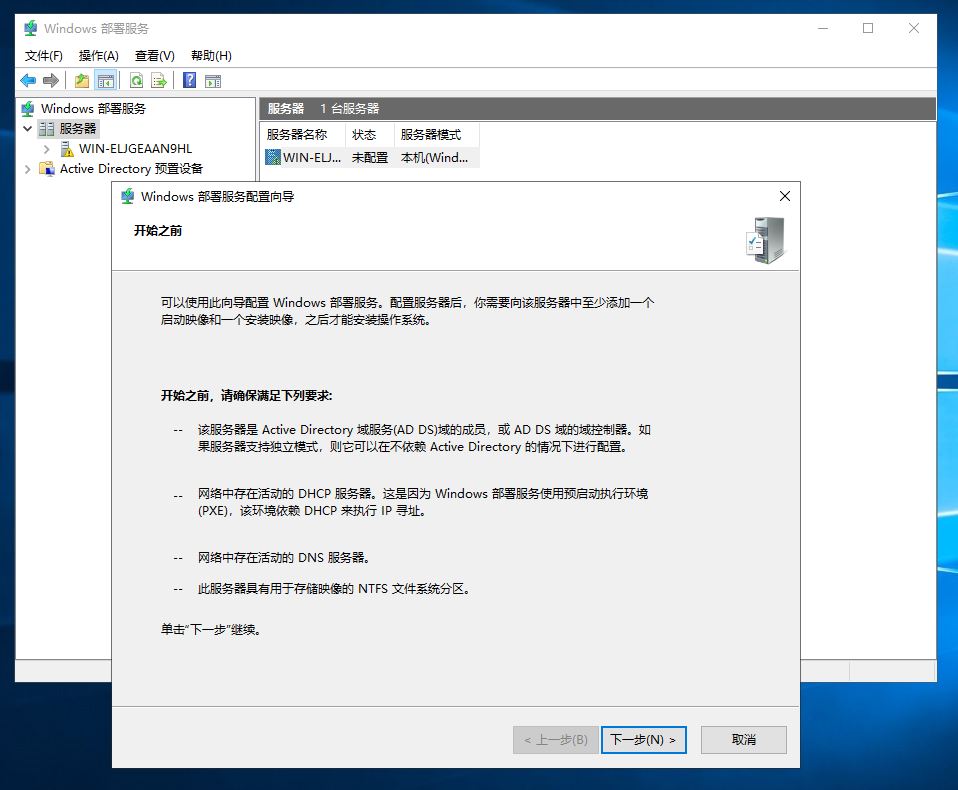 Windows 部署服务
文件(F) 操作(A) 查看(V) 帮助(H)
Windows 部署服务
服务器
WIN-ELJGEAAN9HL
Active Directory 预置设备
服务器 1 台服务器
服务器名称 状态 服务器模式
WIN-ELJ... 未配置 本机(Wind...
Windows 部署服务配置向导
开始之前
可以使用此向导配置 Windows 部署服务。配置服务器后，你需要向该服务器中至少添加一个
启动映像和一个安装映像，之后才能安装操作系统。
开始之前，请确保满足下列要求:
-- 该服务器是 Active Directory 域服务(AD DS)域的成员，或 AD DS 域的域控制器。如
果服务器支持独立模式，则它可以在不依赖 Active Directory 的情况下进行配置。
-- 网络中存在活动的 DHCP 服务器。这是因为 Windows 部署服务使用预启动执行环境
(PXE)，该环境依赖 DHCP 来执行 IP 寻址。
-- 网络中存在活动的 DNS 服务器。
-- 此服务器具有用于存储映像的 NTFS 文件系统分区。
单击“下一步”继续。
< 上一步(B) 下一步(N) > 取消